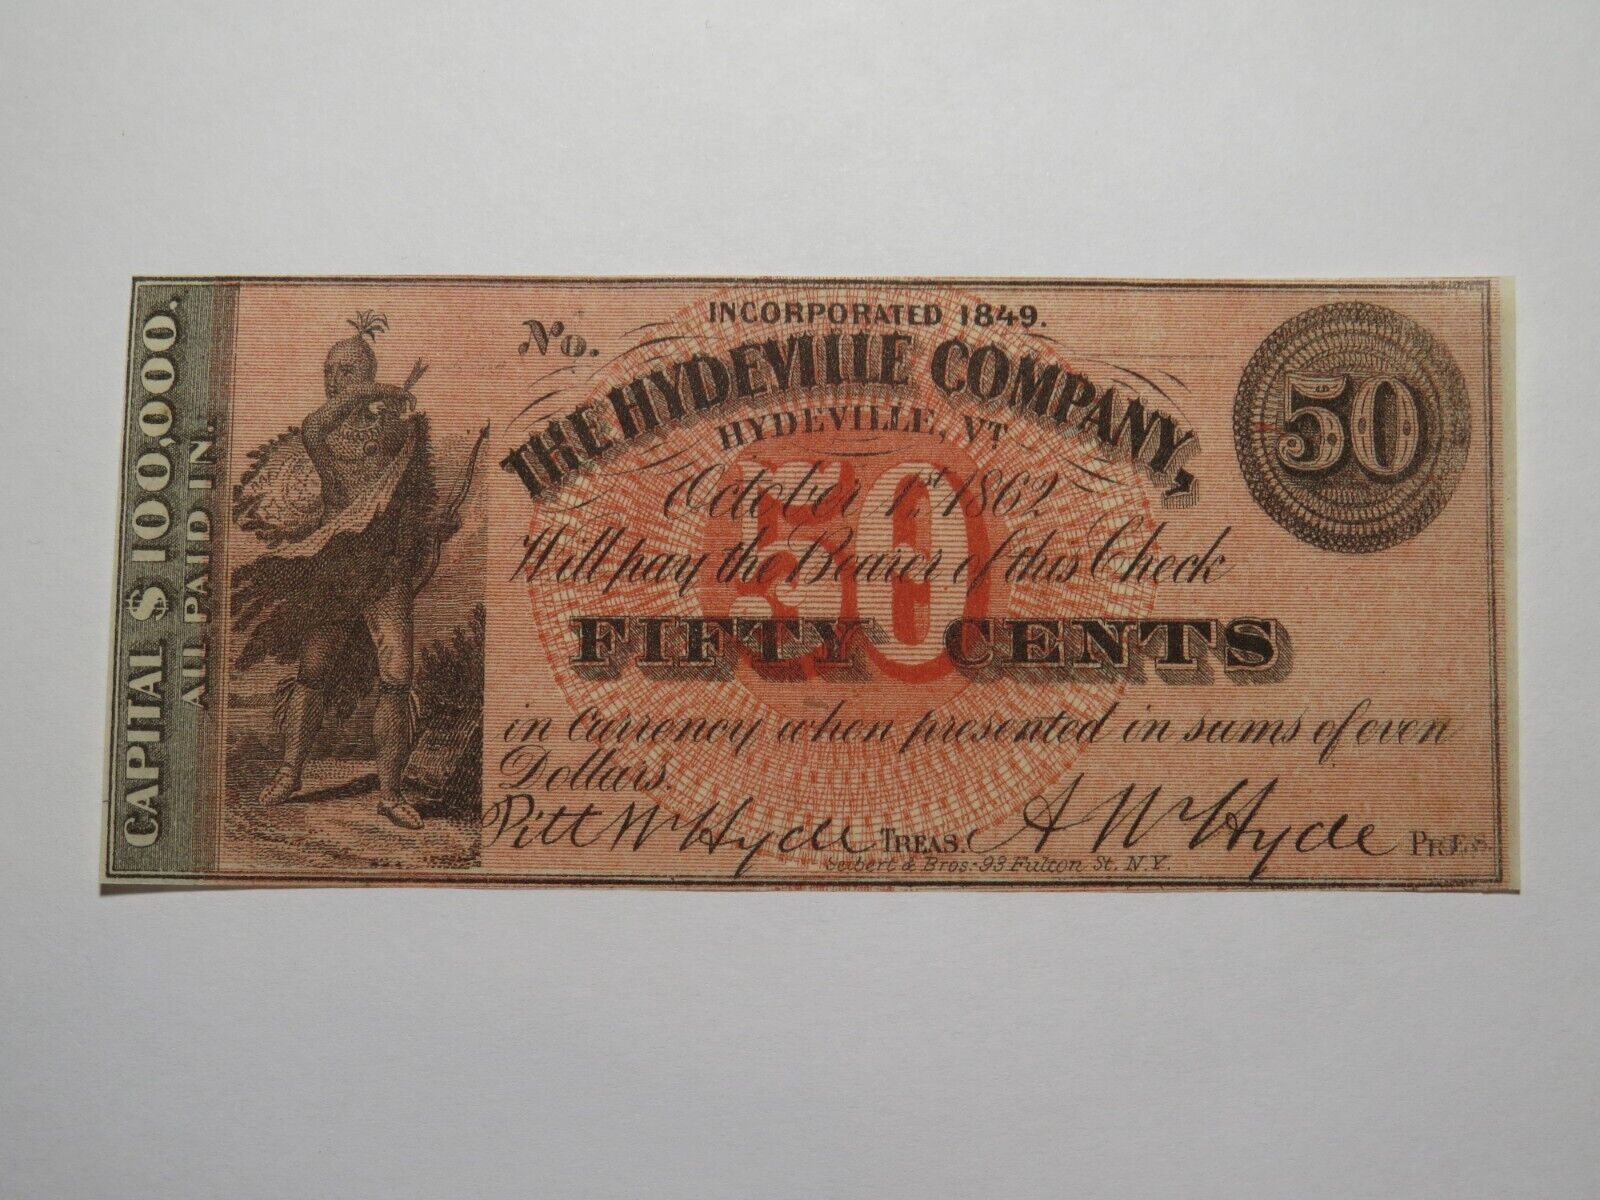 CAPITAL $100,000.
ALL PAID IN.
No.
INCORPORATED 1849.
THE HYDEVILLE COMPANY,
HYDEVILLE, VT
October 1st 1862.
50
50
Will pay the Bearer of this Check
FIFTY CENTS
in Currency when presented in sums of even
Dollars.
Pitt W Hyde TREAS. A W Hyde PRES.
Seibert & Bros. 93 Fulton St. N.Y.